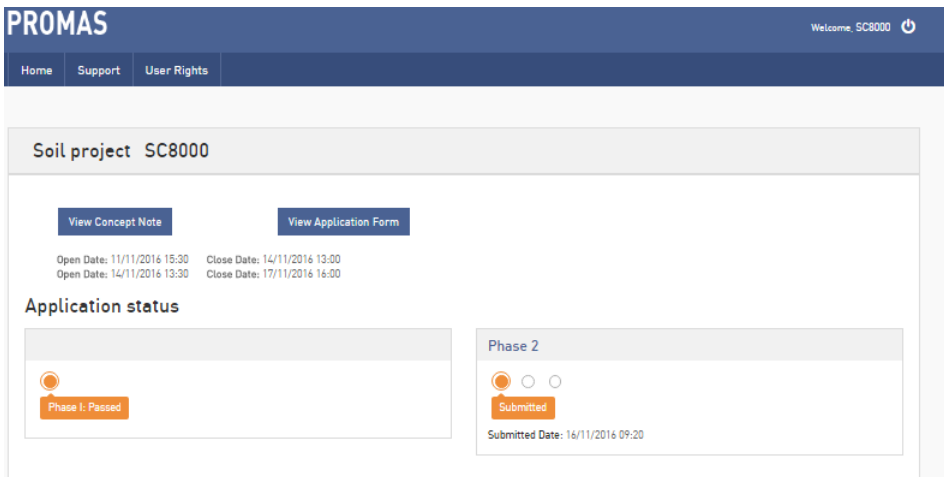 PROMAS
Welcome, SC8000
Home Support User Rights
Soil project SC8000
View Concept Note View Application Form
Open Date: 11/11/2016 15:30 Close Date: 14/11/2016 13:00
Open Date: 14/11/2016 13:30 Close Date: 17/11/2016 16:00
Application status
Phase 2
Phase I: Passed
Submitted
Submitted Date: 16/11/2016 09:20